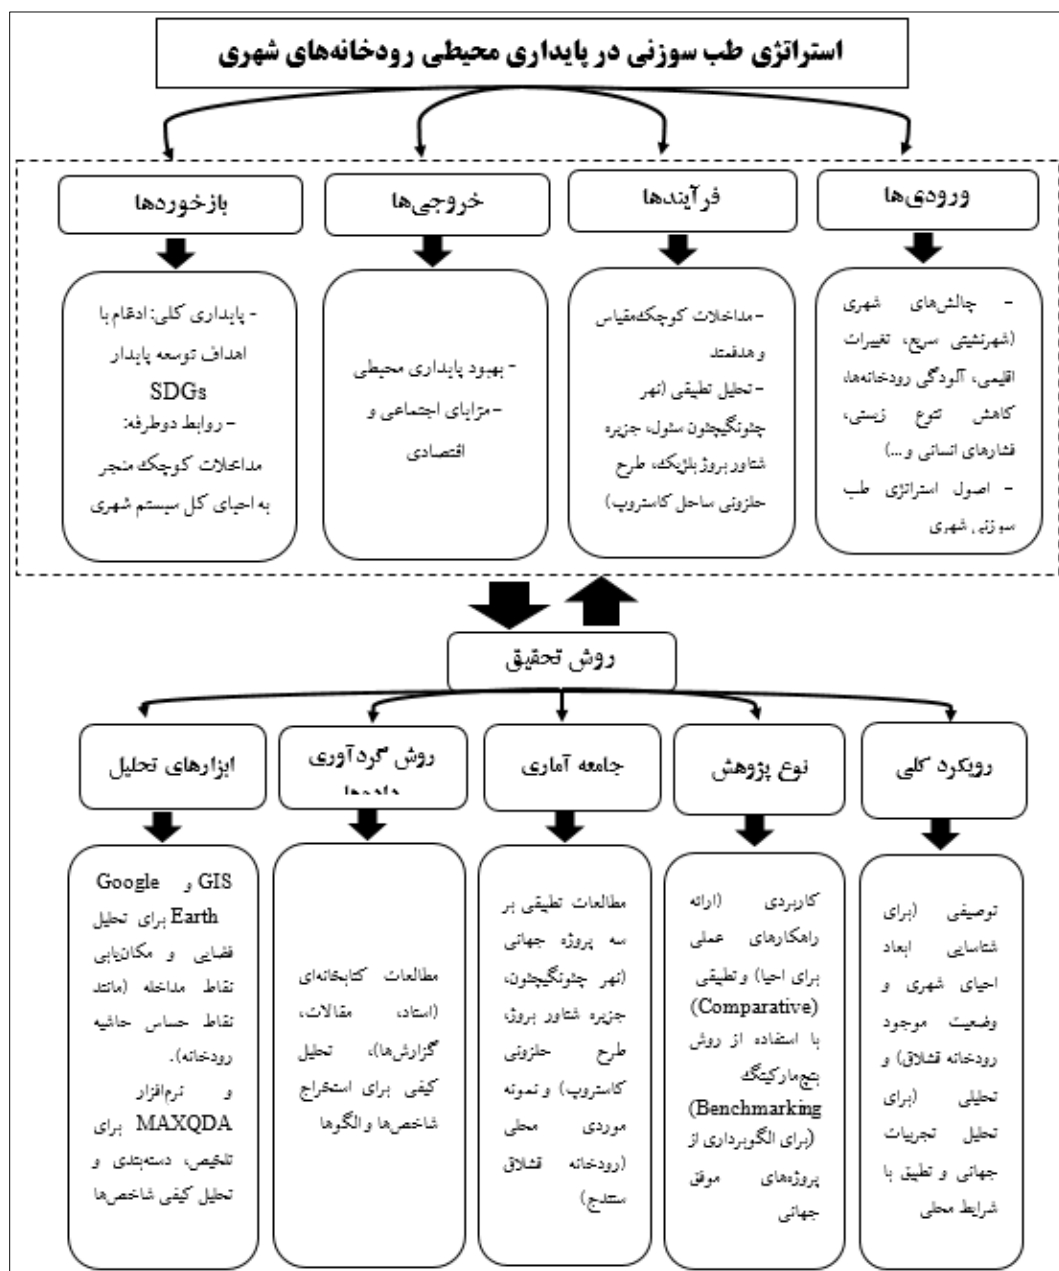 استراتژی طب سوزنی در پایداری محیطی رودخانه‌های شهری
ورودی‌ها
فرآیندها
خروجی‌ها
بازخوردها
- چالش‌های شهری
(شهرنشینی سریع، تغییرات
اقلیمی، آلودگی رودخانه‌ها،
کاهش تنوع زیستی،
فشارهای انسانی و ...)
- اصول استراتژی طب
سوزنی شهری
- مداخلات کوچک‌مقیاس
و هدفمند
- تحلیل تطبیقی (نهر
چئونگیچئون سئول، جزیره
شناور بروژ بلژیک، طرح
حلزونی ساحل کاستروپ)
- بهبود پایداری محیطی
- مزایای اجتماعی و
اقتصادی
- پایداری کلی: ادغام با
اهداف توسعه پایدار
SDGs
- روابط دوطرفه:
مداخلات کوچک منجر
به احیای کل سیستم شهری
روش تحقیق
رویکرد کلی
نوع پژوهش
جامعه آماری
روش گردآوری
داده‌ها
ابزارهای تحلیل
توصیفی (برای
شناسایی ابعاد
احیای شهری و
وضعیت موجود
رودخانه قشلاق) و
تحلیلی (برای
تحلیل تجربیات
جهانی و تطبیق با
شرایط محلی
کاربردی (ارائه
راهکارهای عملی
برای احیا) و تطبیقی
(Comparative)
با استفاده از روش
بنچ‌مارکینگ
(Benchmarking)
(برای الگوبرداری از
پروژه‌های موفق
جهانی
مطالعات تطبیقی بر
سه پروژه جهانی
(نهر چئونگیچئون،
جزیره شناور بروژ،
طرح حلزونی
کاستروپ) و نمونه
موردی محلی
(رودخانه قشلاق
سنندج)
مطالعات کتابخانه‌ای
(اسناد، مقالات،
گزارش‌ها)، تحلیل
کیفی برای استخراج
شاخص‌ها و الگوها
GIS و Google
Earth برای تحلیل
فضایی و مکان‌یابی
نقاط مداخله (مانند
نقاط حساس حاشیه
رودخانه).
و نرم‌افزار
MAXQDA برای
تلخیص، دسته‌بندی و
تحلیل کیفی شاخص‌ها